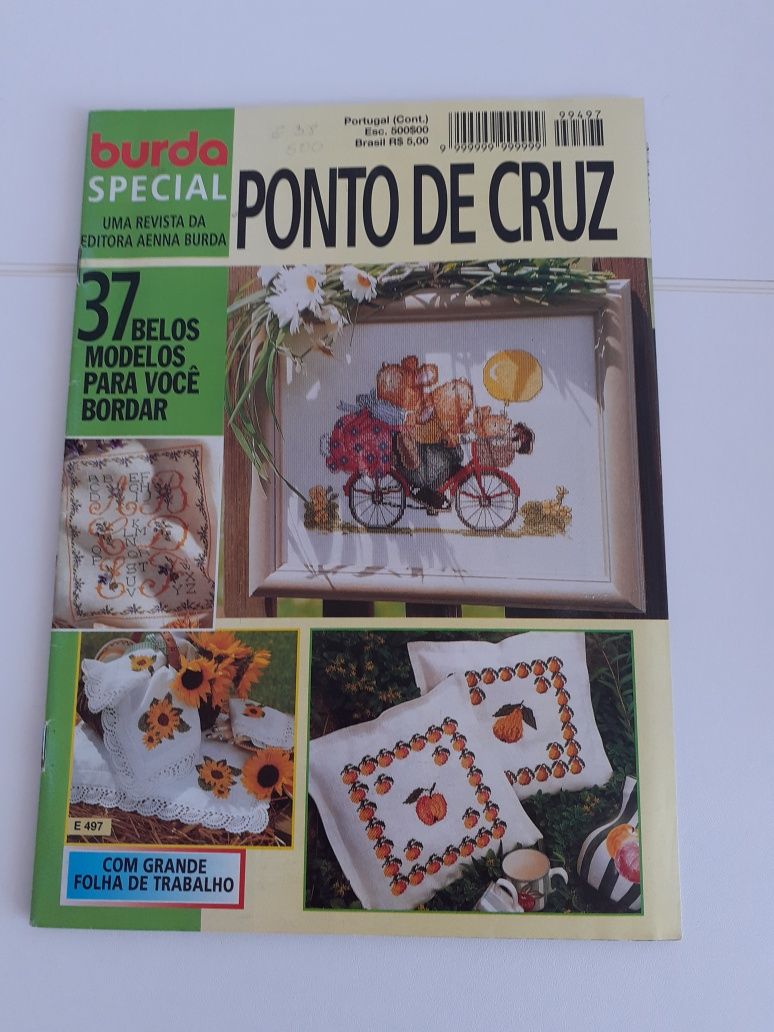 burda
SPECIAL
UMA REVISTA DA
EDITORA AENNA BURDA
Portugal (Cont.)
Esc. 500$00
Brasil R$ 5,00
99497
9 999999 999999
PONTO DE CRUZ
37 BELOS
MODELOS
PARA VOCÊ
BORDAR
E 497
COM GRANDE
FOLHA DE TRABALHO